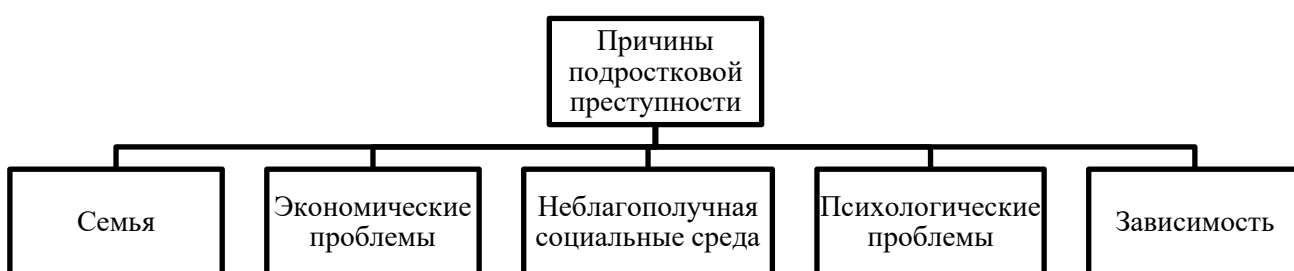 Причины
подростковой
преступности
Семья
Экономические
проблемы
Неблагополучная
социальные среда
Психологические
проблемы
Зависимость